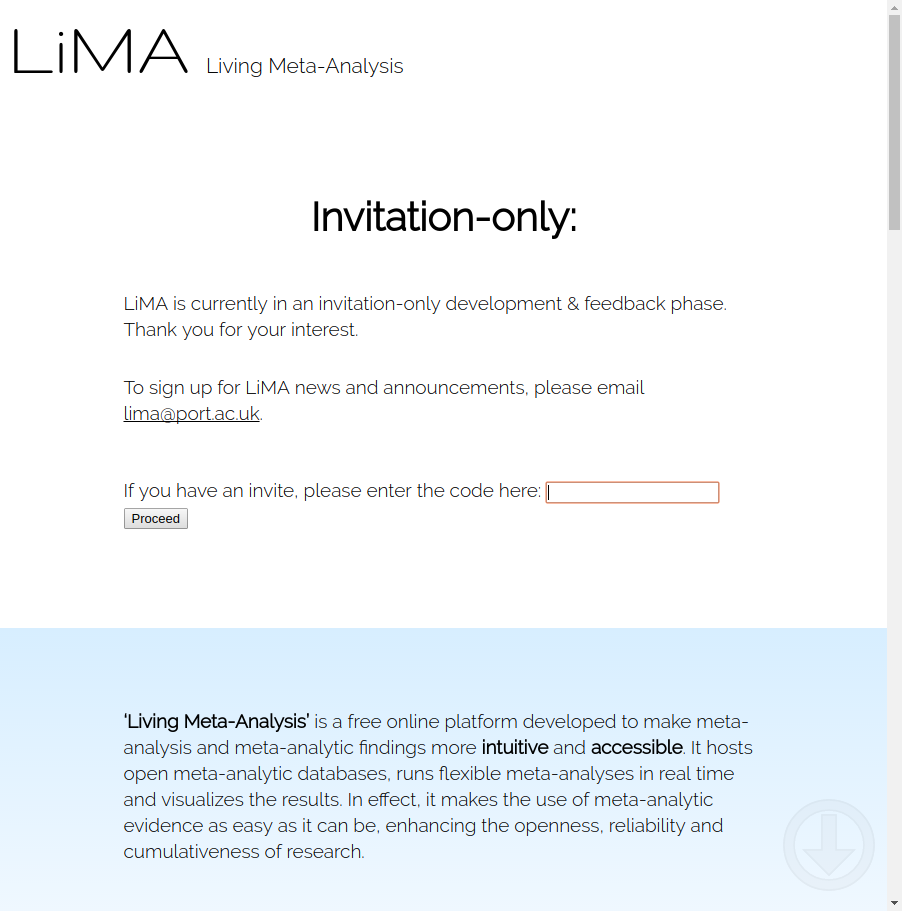 LiMA Living Meta-Analysis
Invitation-only:
LiMA is currently in an invitation-only development & feedback phase.
Thank you for your interest.
To sign up for LiMA news and announcements, please email
lima@port.ac.uk.
If you have an invite, please enter the code here:
Proceed
‘Living Meta-Analysis’ is a free online platform developed to make meta-
analysis and meta-analytic findings more intuitive and accessible. It hosts
open meta-analytic databases, runs flexible meta-analyses in real time
and visualizes the results. In effect, it makes the use of meta-analytic
evidence as easy as it can be, enhancing the openness, reliability and
cumulativeness of research.